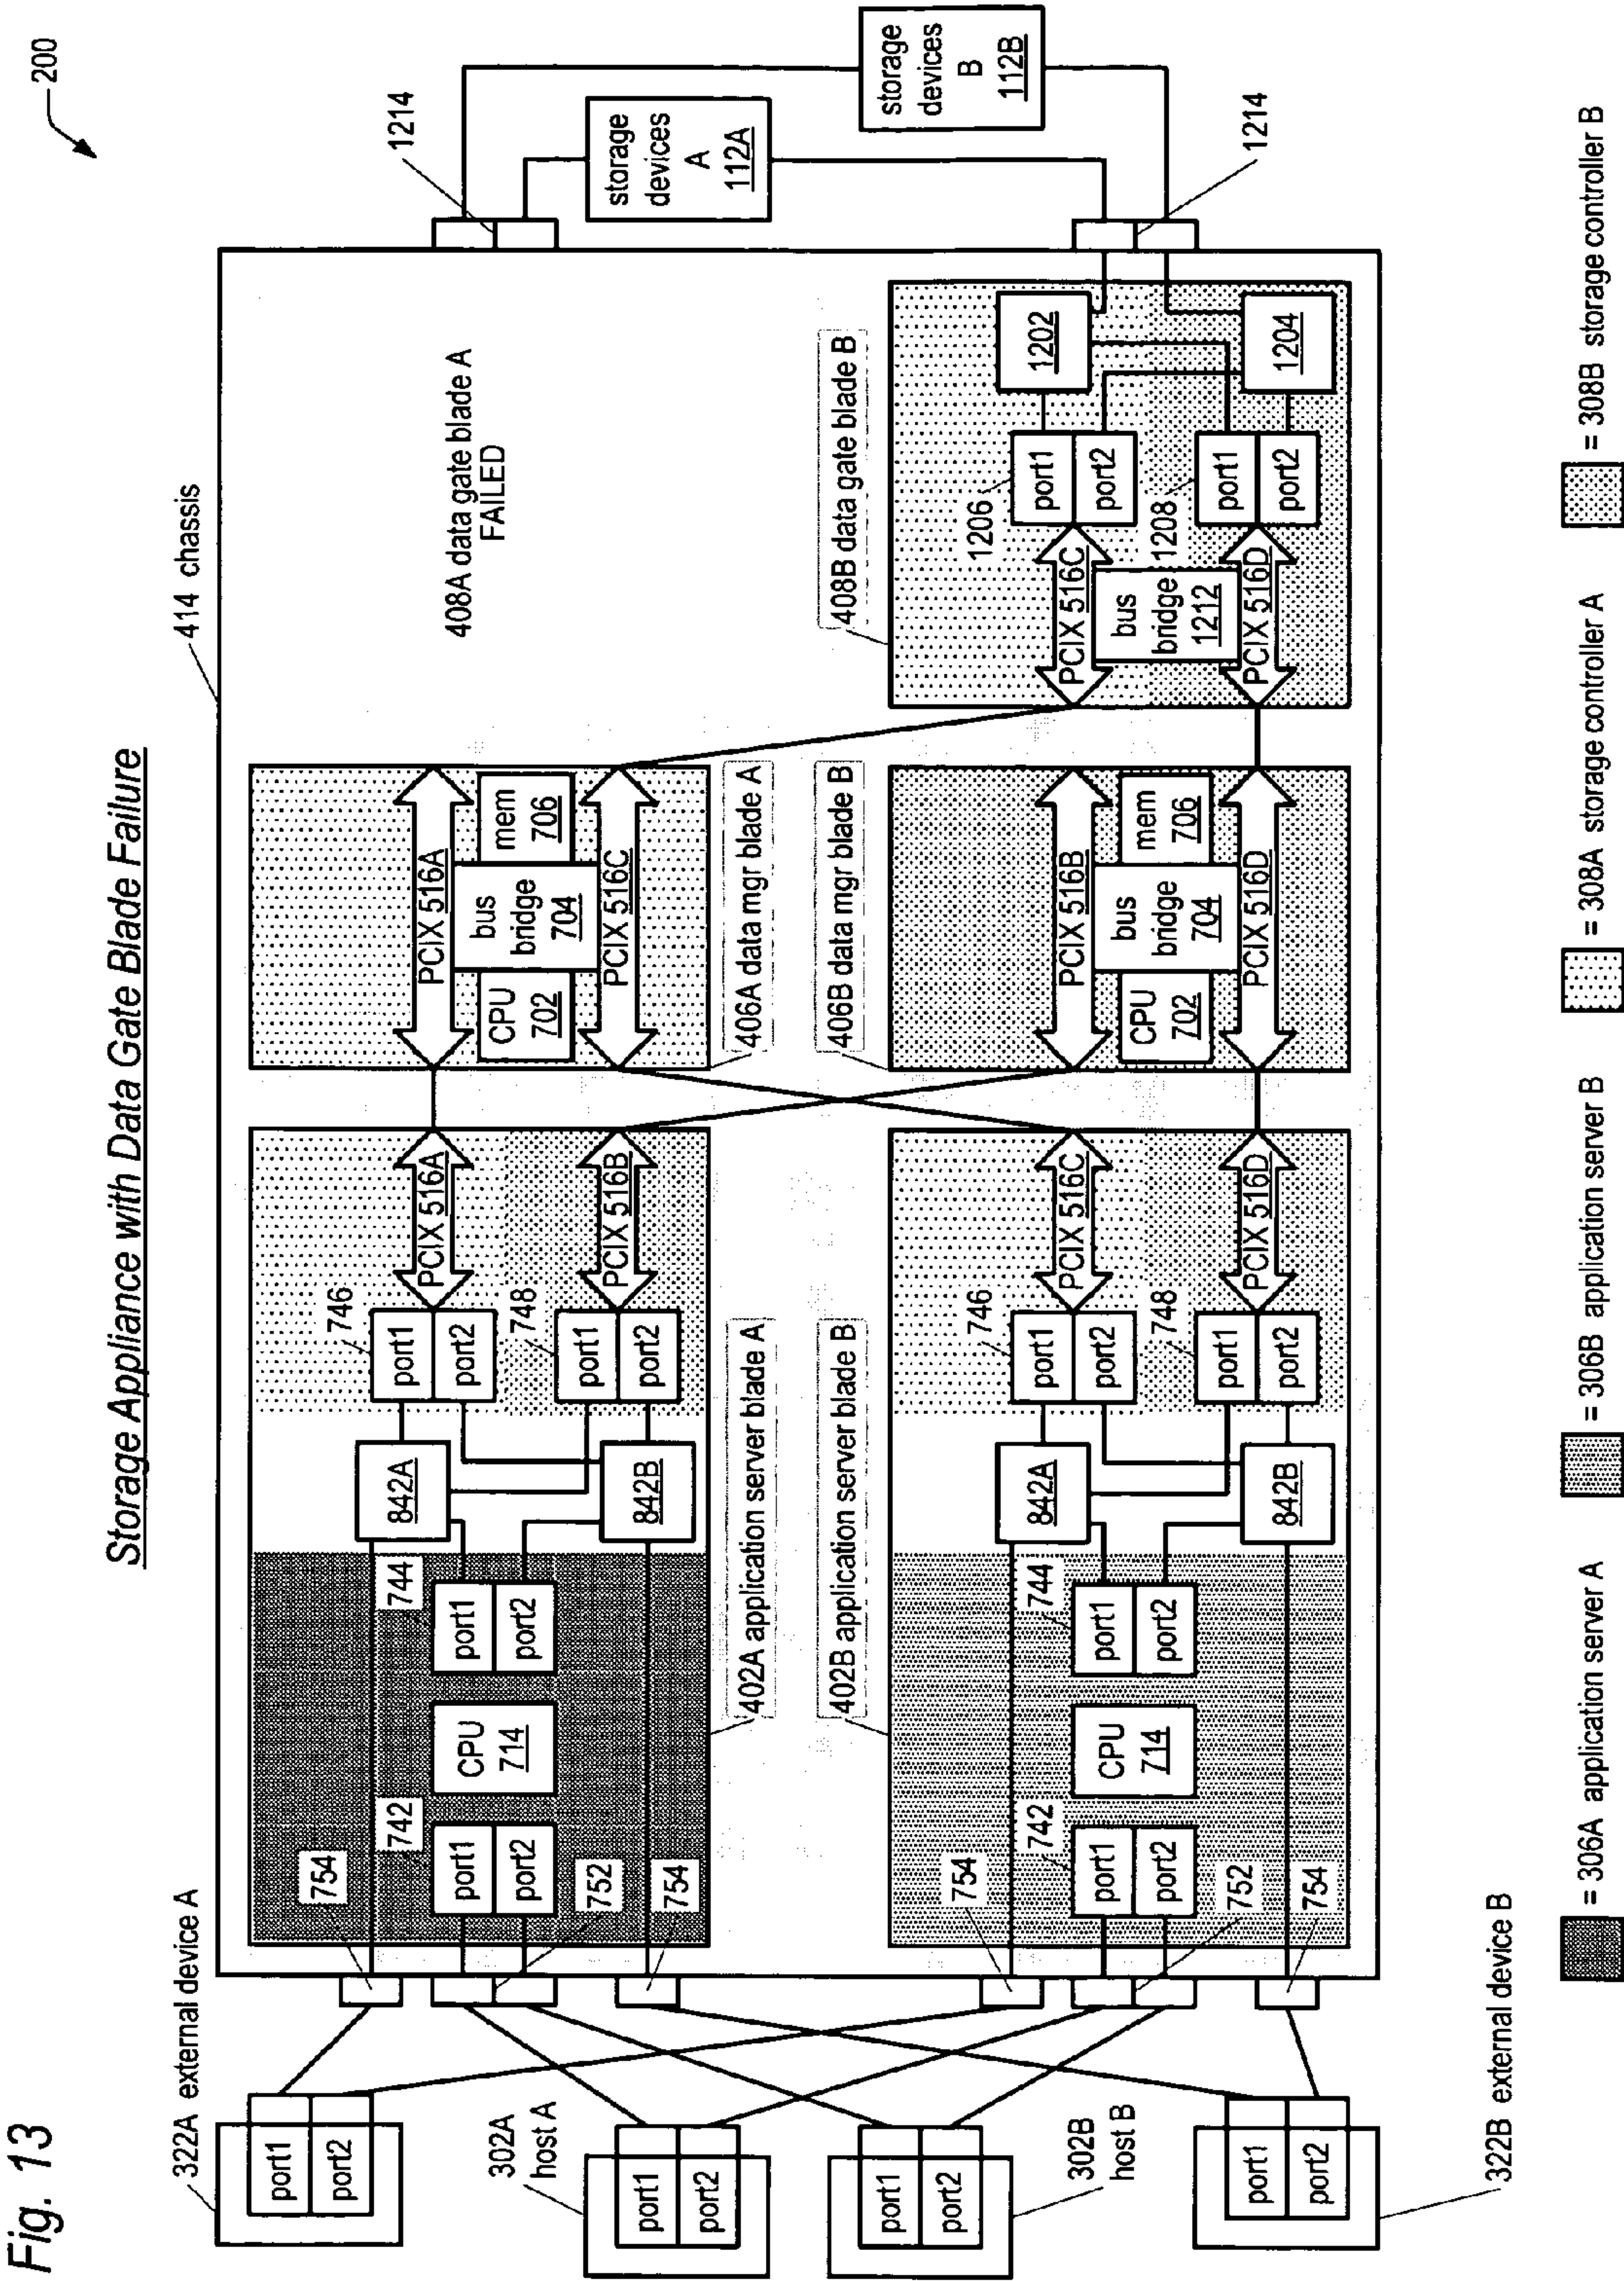 Fig. 13
Storage Appliance with Data Gate Blade Failure
200
322A external device A
port1
port2
302A
host A
port1
port2
port1
port2
302B
host B
port1
port2
322B external device B
414 chassis
754
742
port1
port2
752
754
CPU
714
744
port1
port2
842A
842B
746
port1
port2
748
port1
port2
PCIX 516A
PCIX 516B
402A application server blade A
PCIX 516A
CPU
702
bus
bridge
704
mem
706
PCIX 516C
406A data mgr blade A
408A data gate blade A
FAILED
402B application server blade B
754
742
port1
port2
752
754
CPU
714
744
port1
port2
842A
842B
746
port1
port2
748
port1
port2
PCIX 516C
PCIX 516D
406B data mgr blade B
PCIX 516B
CPU
702
bus
bridge
704
mem
706
PCIX 516D
408B data gate blade B
PCIX 516C
bus
bridge
1212
PCIX 516D
1206
port1
port2
1208
port1
port2
1202
1204
1214
storage
devices
A
112A
storage
devices
B
112B
1214
= 306A application server A
= 306B application server B
= 308A storage controller A
= 308B storage controller B